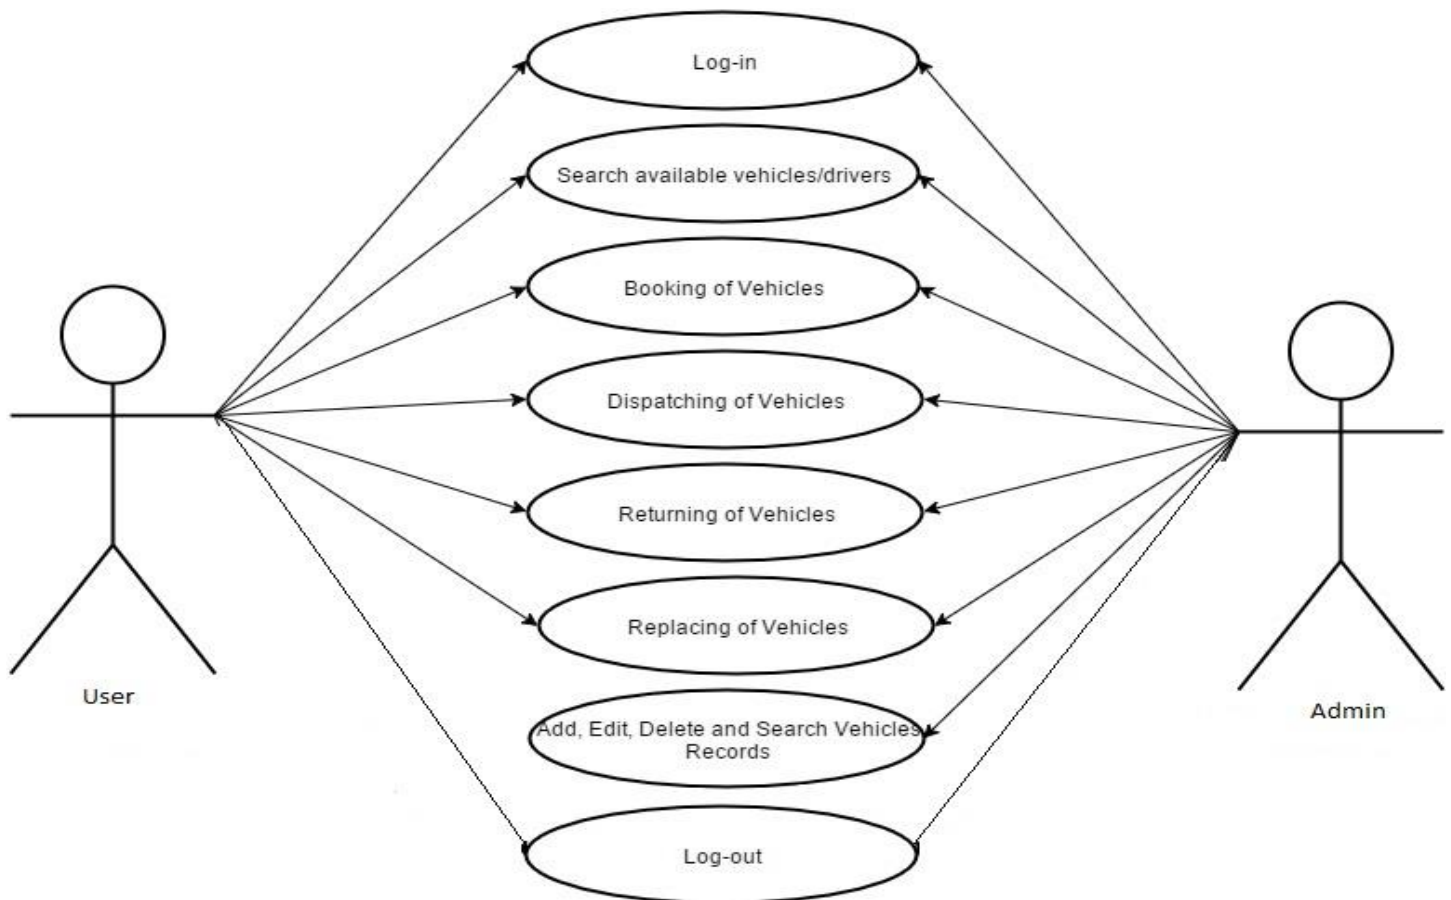 Log-in
Search available vehicles/drivers
Booking of Vehicles
Dispatching of Vehicles
Returning of Vehicles
Replacing of Vehicles
User
Admin
Add, Edit, Delete and Search Vehicles
Records
Log-out